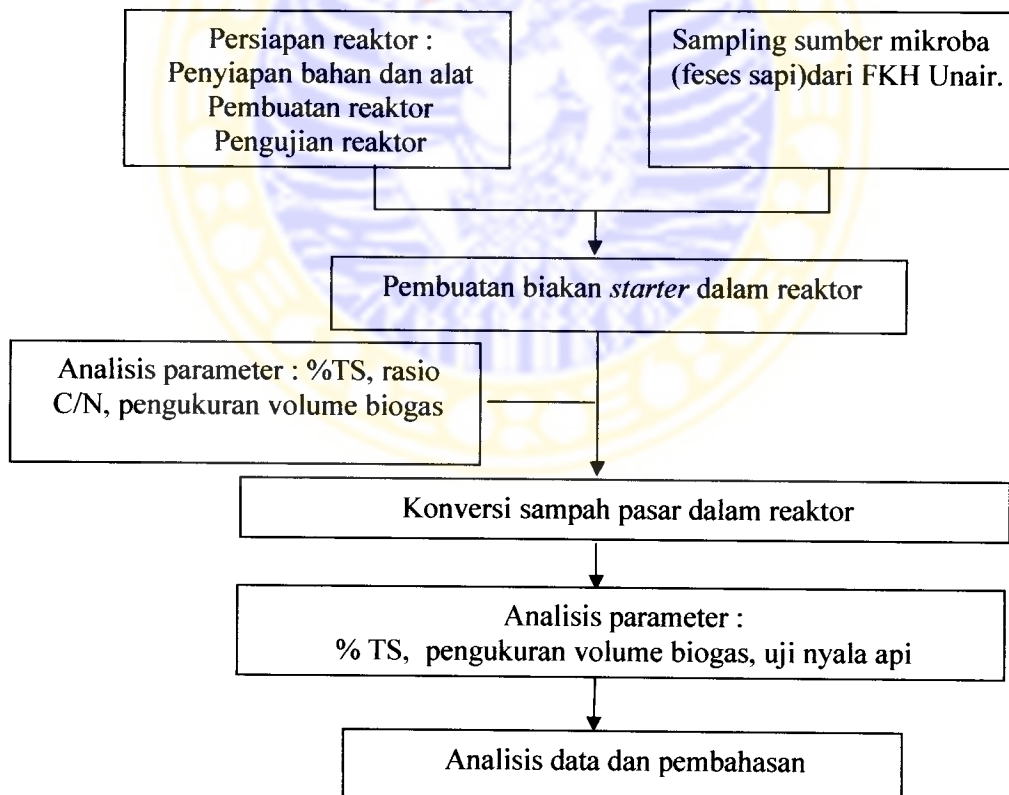 Persiapan reaktor :
Penyiapan bahan dan alat
Pembuatan reaktor
Pengujian reaktor
Sampling sumber mikroba
(feses sapi)dari FKH Unair.
Pembuatan biakan starter dalam reaktor
Analisis parameter : %TS, rasio
C/N, pengukuran volume biogas
Konversi sampah pasar dalam reaktor
Analisis parameter :
% TS, pengukuran volume biogas, uji nyala api
Analisis data dan pembahasan